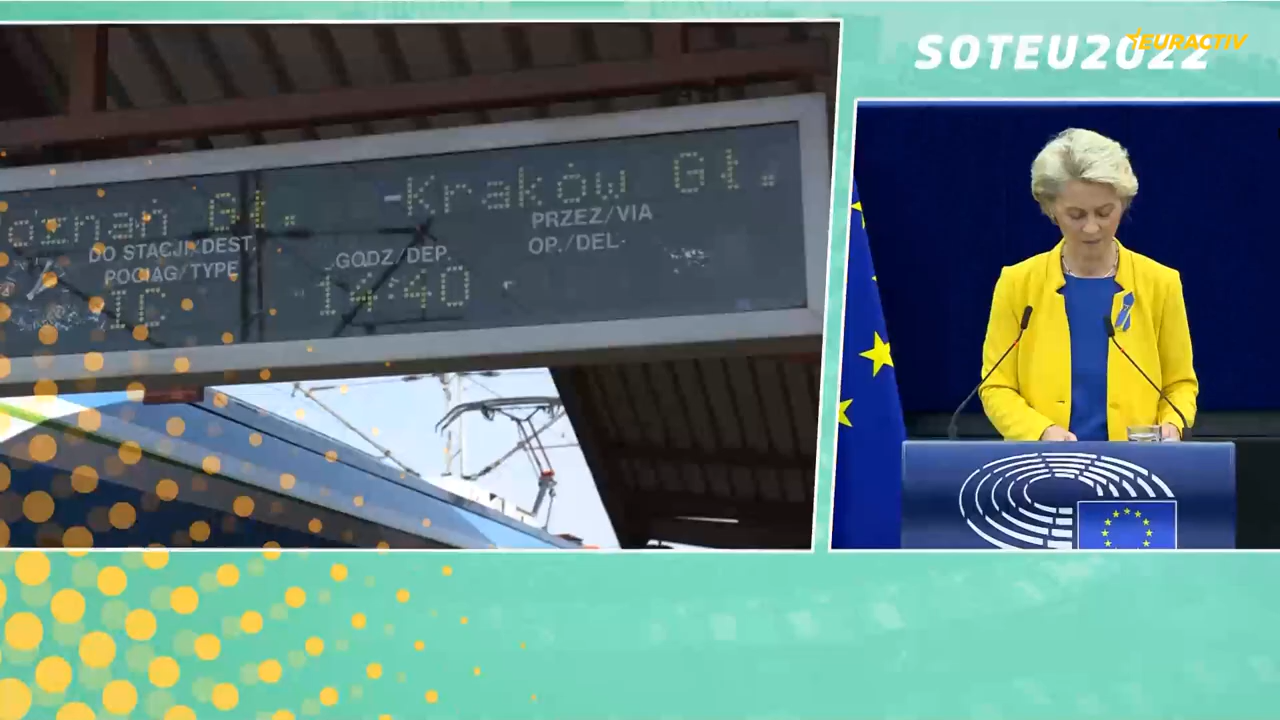 SOTEU2022
EURACTIV
Poznań Gł. -Kraków Gł.
DO STACJI/DEST.
PRZEZ/VIA
POCIĄG/TYPE
GODZ/DEP.
OP./DEL.
IC
14:40